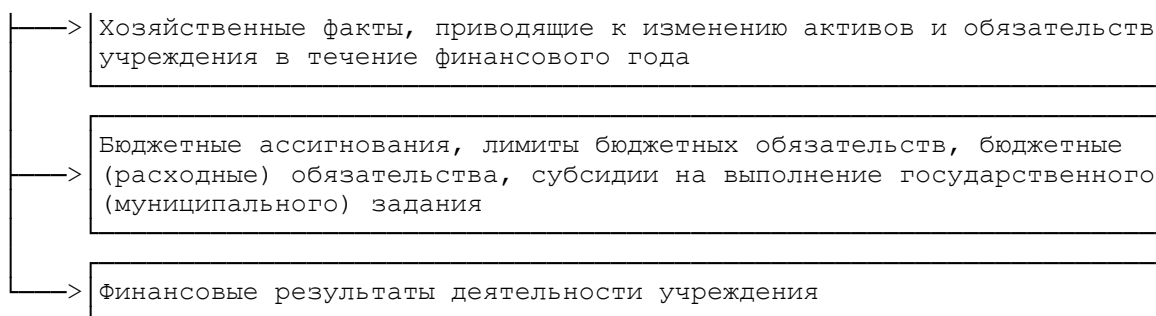 Хозяйственные факты, приводящие к изменению активов и обязательств
учреждения в течение финансового года
Бюджетные ассигнования, лимиты бюджетных обязательств, бюджетные
(расходные) обязательства, субсидии на выполнение государственного
(муниципального) задания
Финансовые результаты деятельности учреждения